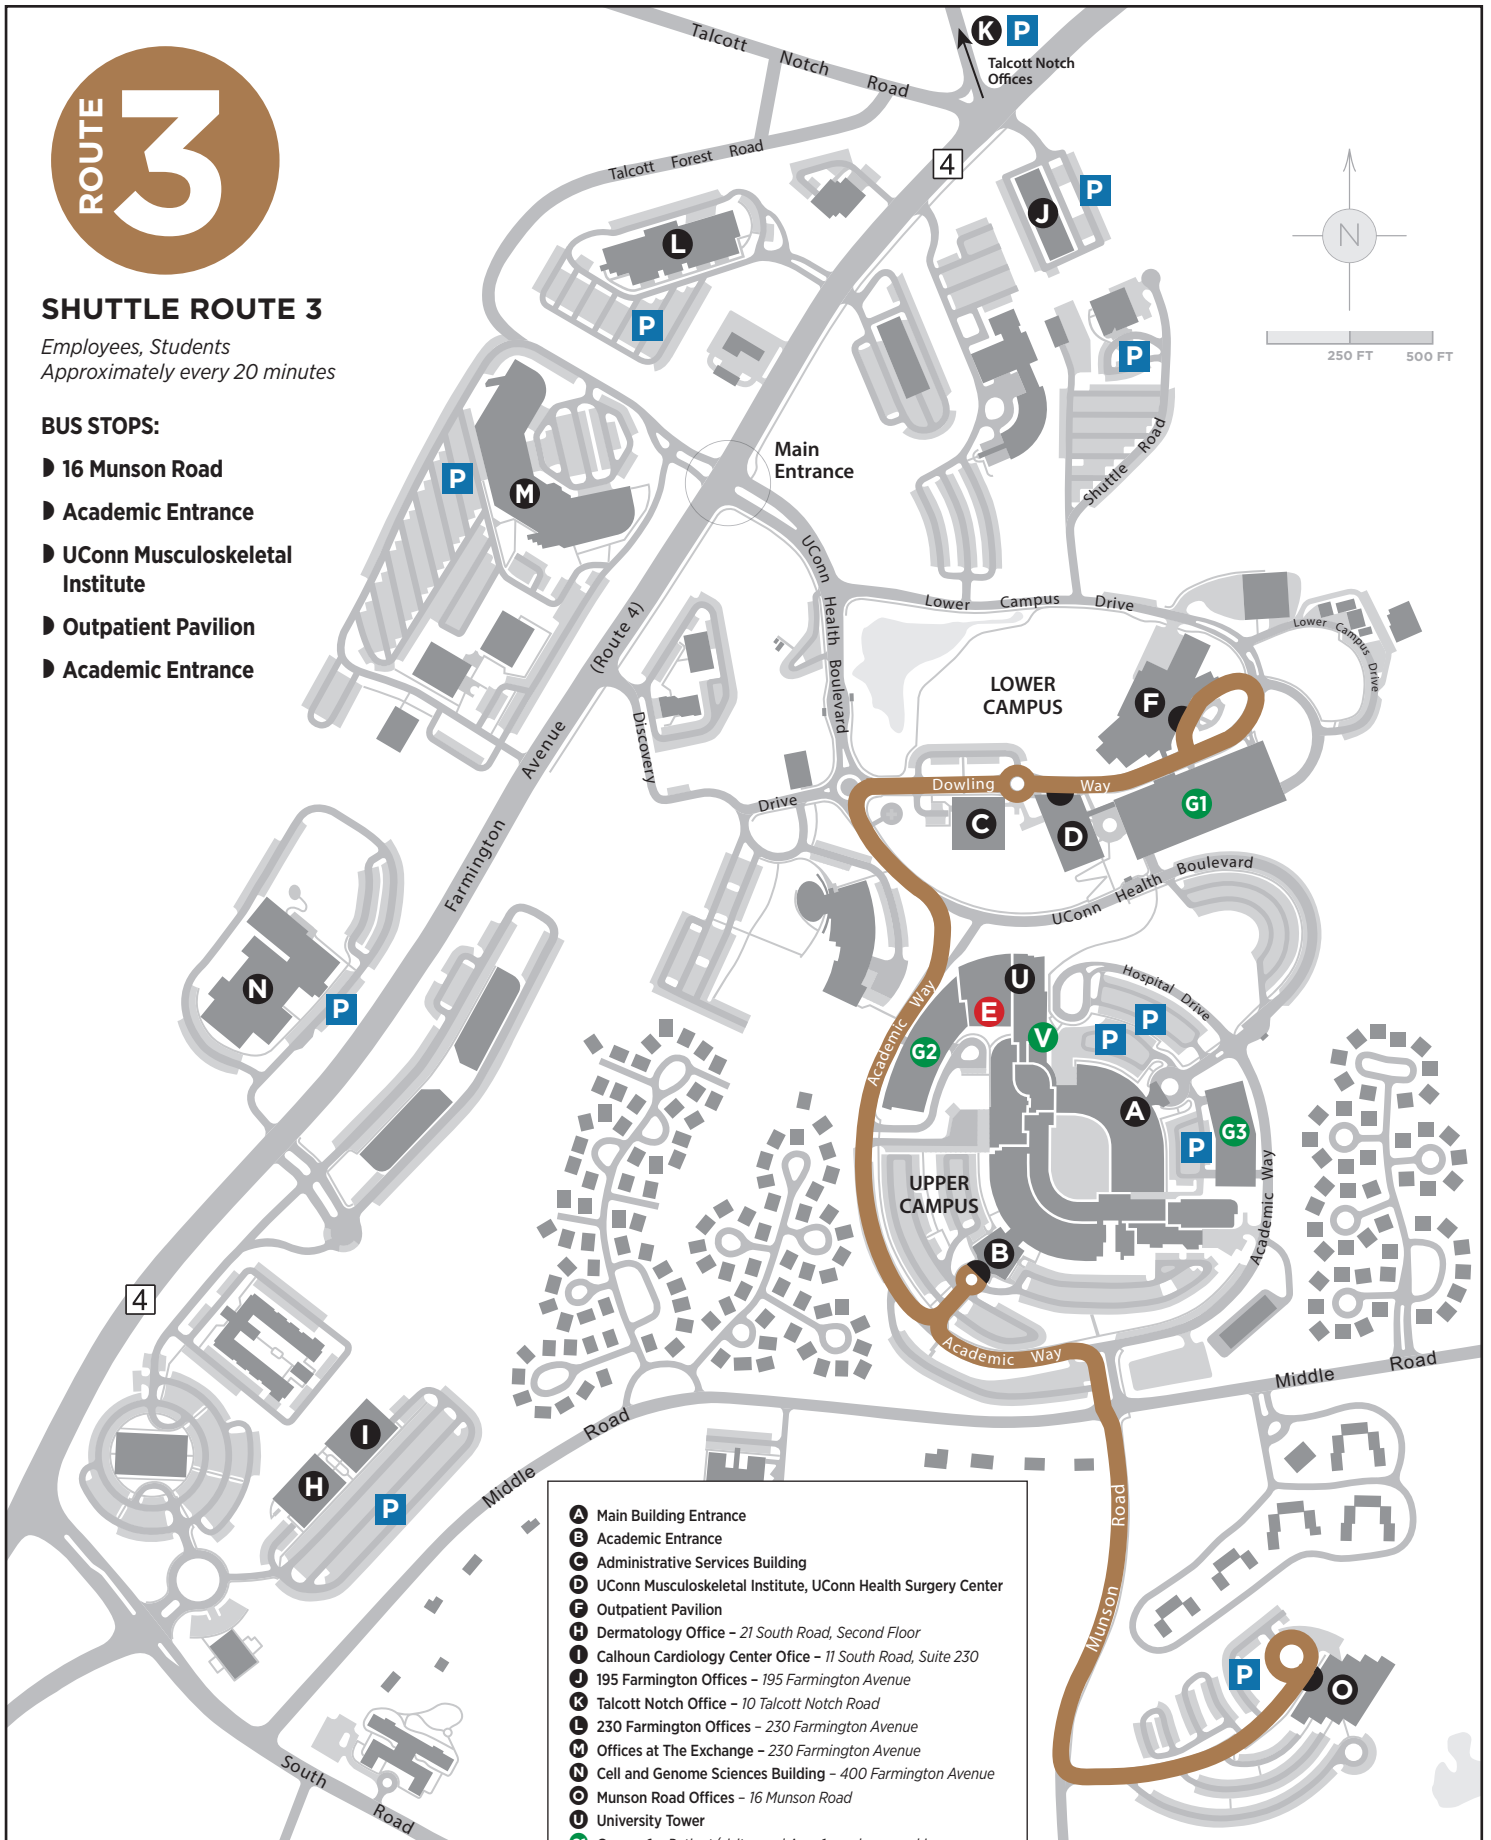 ROUTE
3
SHUTTLE ROUTE 3
Employees, Students
Approximately every 20 minutes
BUS STOPS:
16 Munson Road
Academic Entrance
UConn Musculoskeletal
Institute
Outpatient Pavilion
Academic Entrance
Talcott Notch Road
K P
Talcott Notch
Offices
Talcott Forest Road
4
J
P
L
P
P
N
250 FT 500 FT
Main
Entrance
P
M
Shuttle Road
UConn Health Boulevard
Lower Campus Drive
Lower Campus Drive
(Route 4)
LOWER
CAMPUS
F
Discovery
Drive
Farmington Avenue
Dowling Way
G1
C
D
UConn Health Boulevard
N
P
Academic Way
U
E
V
G2
Hospital Drive
P
P
A
G3
P
UPPER
CAMPUS
B
Academic Way
Academic Way
4
Middle Road
Middle Road
I
H
P
Munson Road
P
O
South Road
A Main Building Entrance
B Academic Entrance
C Administrative Services Building
D UConn Musculoskeletal Institute, UConn Health Surgery Center
F Outpatient Pavilion
H Dermatology Office – 21 South Road, Second Floor
I Calhoun Cardiology Center Ofice – 11 South Road, Suite 230
J 195 Farmington Offices – 195 Farmington Avenue
K Talcott Notch Office – 10 Talcott Notch Road
L 230 Farmington Offices – 230 Farmington Avenue
M Offices at The Exchange – 230 Farmington Avenue
N Cell and Genome Sciences Building – 400 Farmington Avenue
O Munson Road Offices – 16 Munson Road
U University Tower